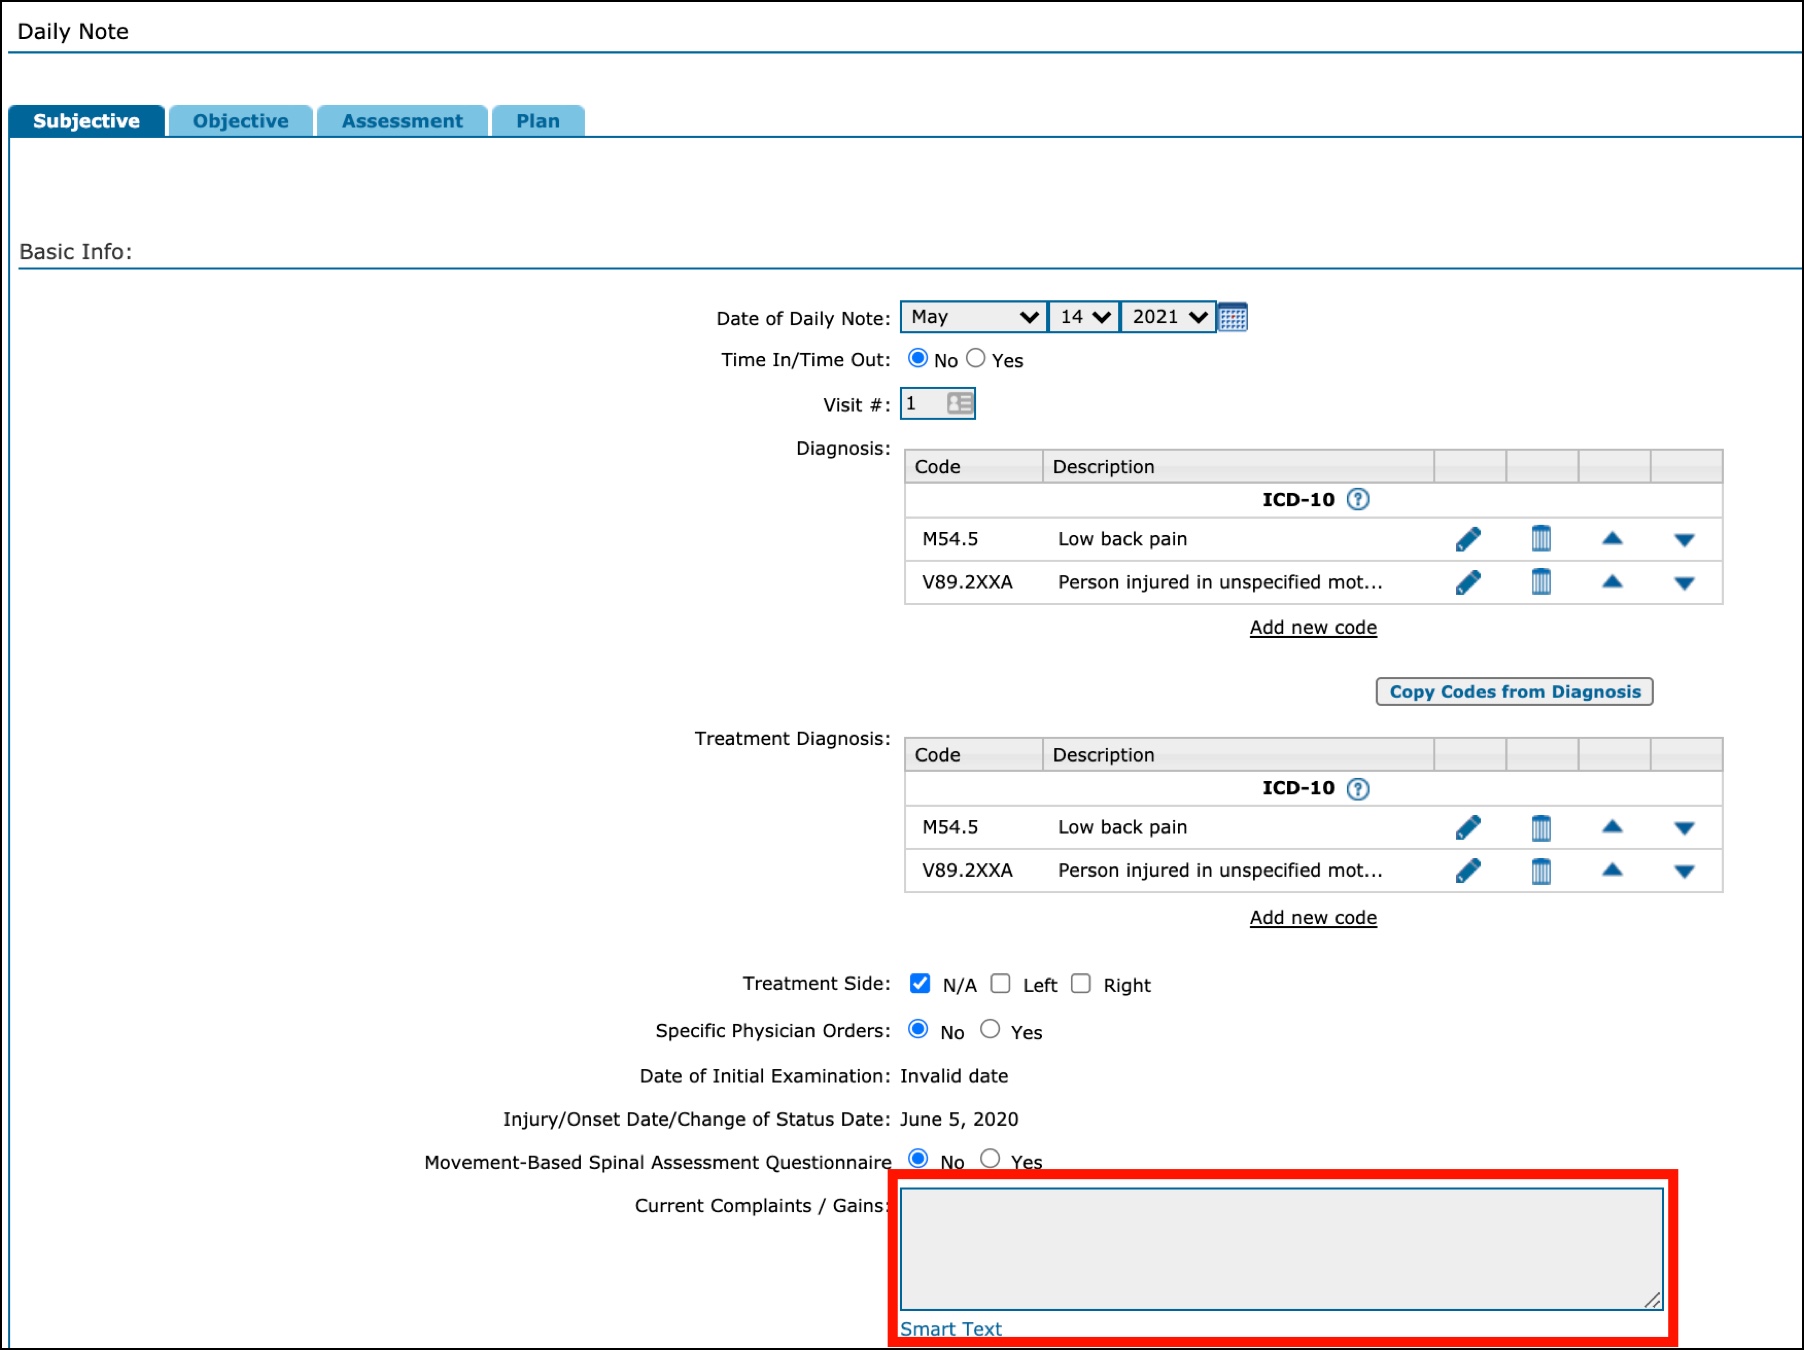 Daily Note
Subjective Objective Assessment Plan
Basic Info:
Date of Daily Note: May 14 2021
Time In/Time Out: No Yes
Visit #: 1
Diagnosis:
Code Description
ICD-10 ?
M54.5 Low back pain
V89.2XXA Person injured in unspecified mot...
Add new code
Copy Codes from Diagnosis
Treatment Diagnosis:
Code Description
ICD-10 ?
M54.5 Low back pain
V89.2XXA Person injured in unspecified mot...
Add new code
Treatment Side: N/A Left Right
Specific Physician Orders: No Yes
Date of Initial Examination: Invalid date
Injury/Onset Date/Change of Status Date: June 5, 2020
Movement-Based Spinal Assessment Questionnaire No Yes
Current Complaints / Gains:
Smart Text